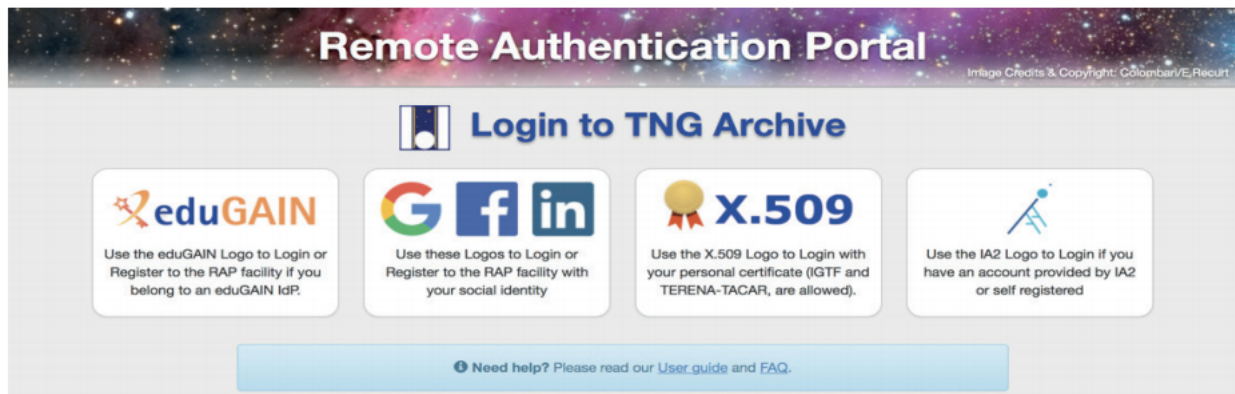 Remote Authentication Portal
Image Credits & Copyright: Colombari/E.Recurt
Login to TNG Archive
eduGAIN
Use the eduGAIN Logo to Login or
Register to the RAP facility if you
belong to an eduGAIN IdP.
G f in
Use these Logos to Login or
Register to the RAP facility with
your social identity
X.509
Use the X.509 Logo to Login with
your personal certificate (IGTF and
TERENA-TACAR, are allowed).
Use the IA2 Logo to Login if you
have an account provided by IA2
or self registered
Need help? Please read our User guide and FAQ.